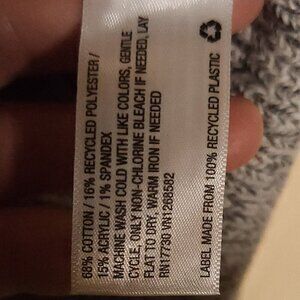 68% COTTON / 16% RECYCLED POLYESTER /
15% ACRYLIC / 1% SPANDEX
MACHINE WASH COLD WITH LIKE COLORS, GENTLE
CYCLE, ONLY NON-CHLORINE BLEACH IF NEEDED, LAY
FLAT TO DRY, WARM IRON IF NEEDED
RN17730 VN1268582
LABEL MADE FROM 100% RECYCLED PLASTIC